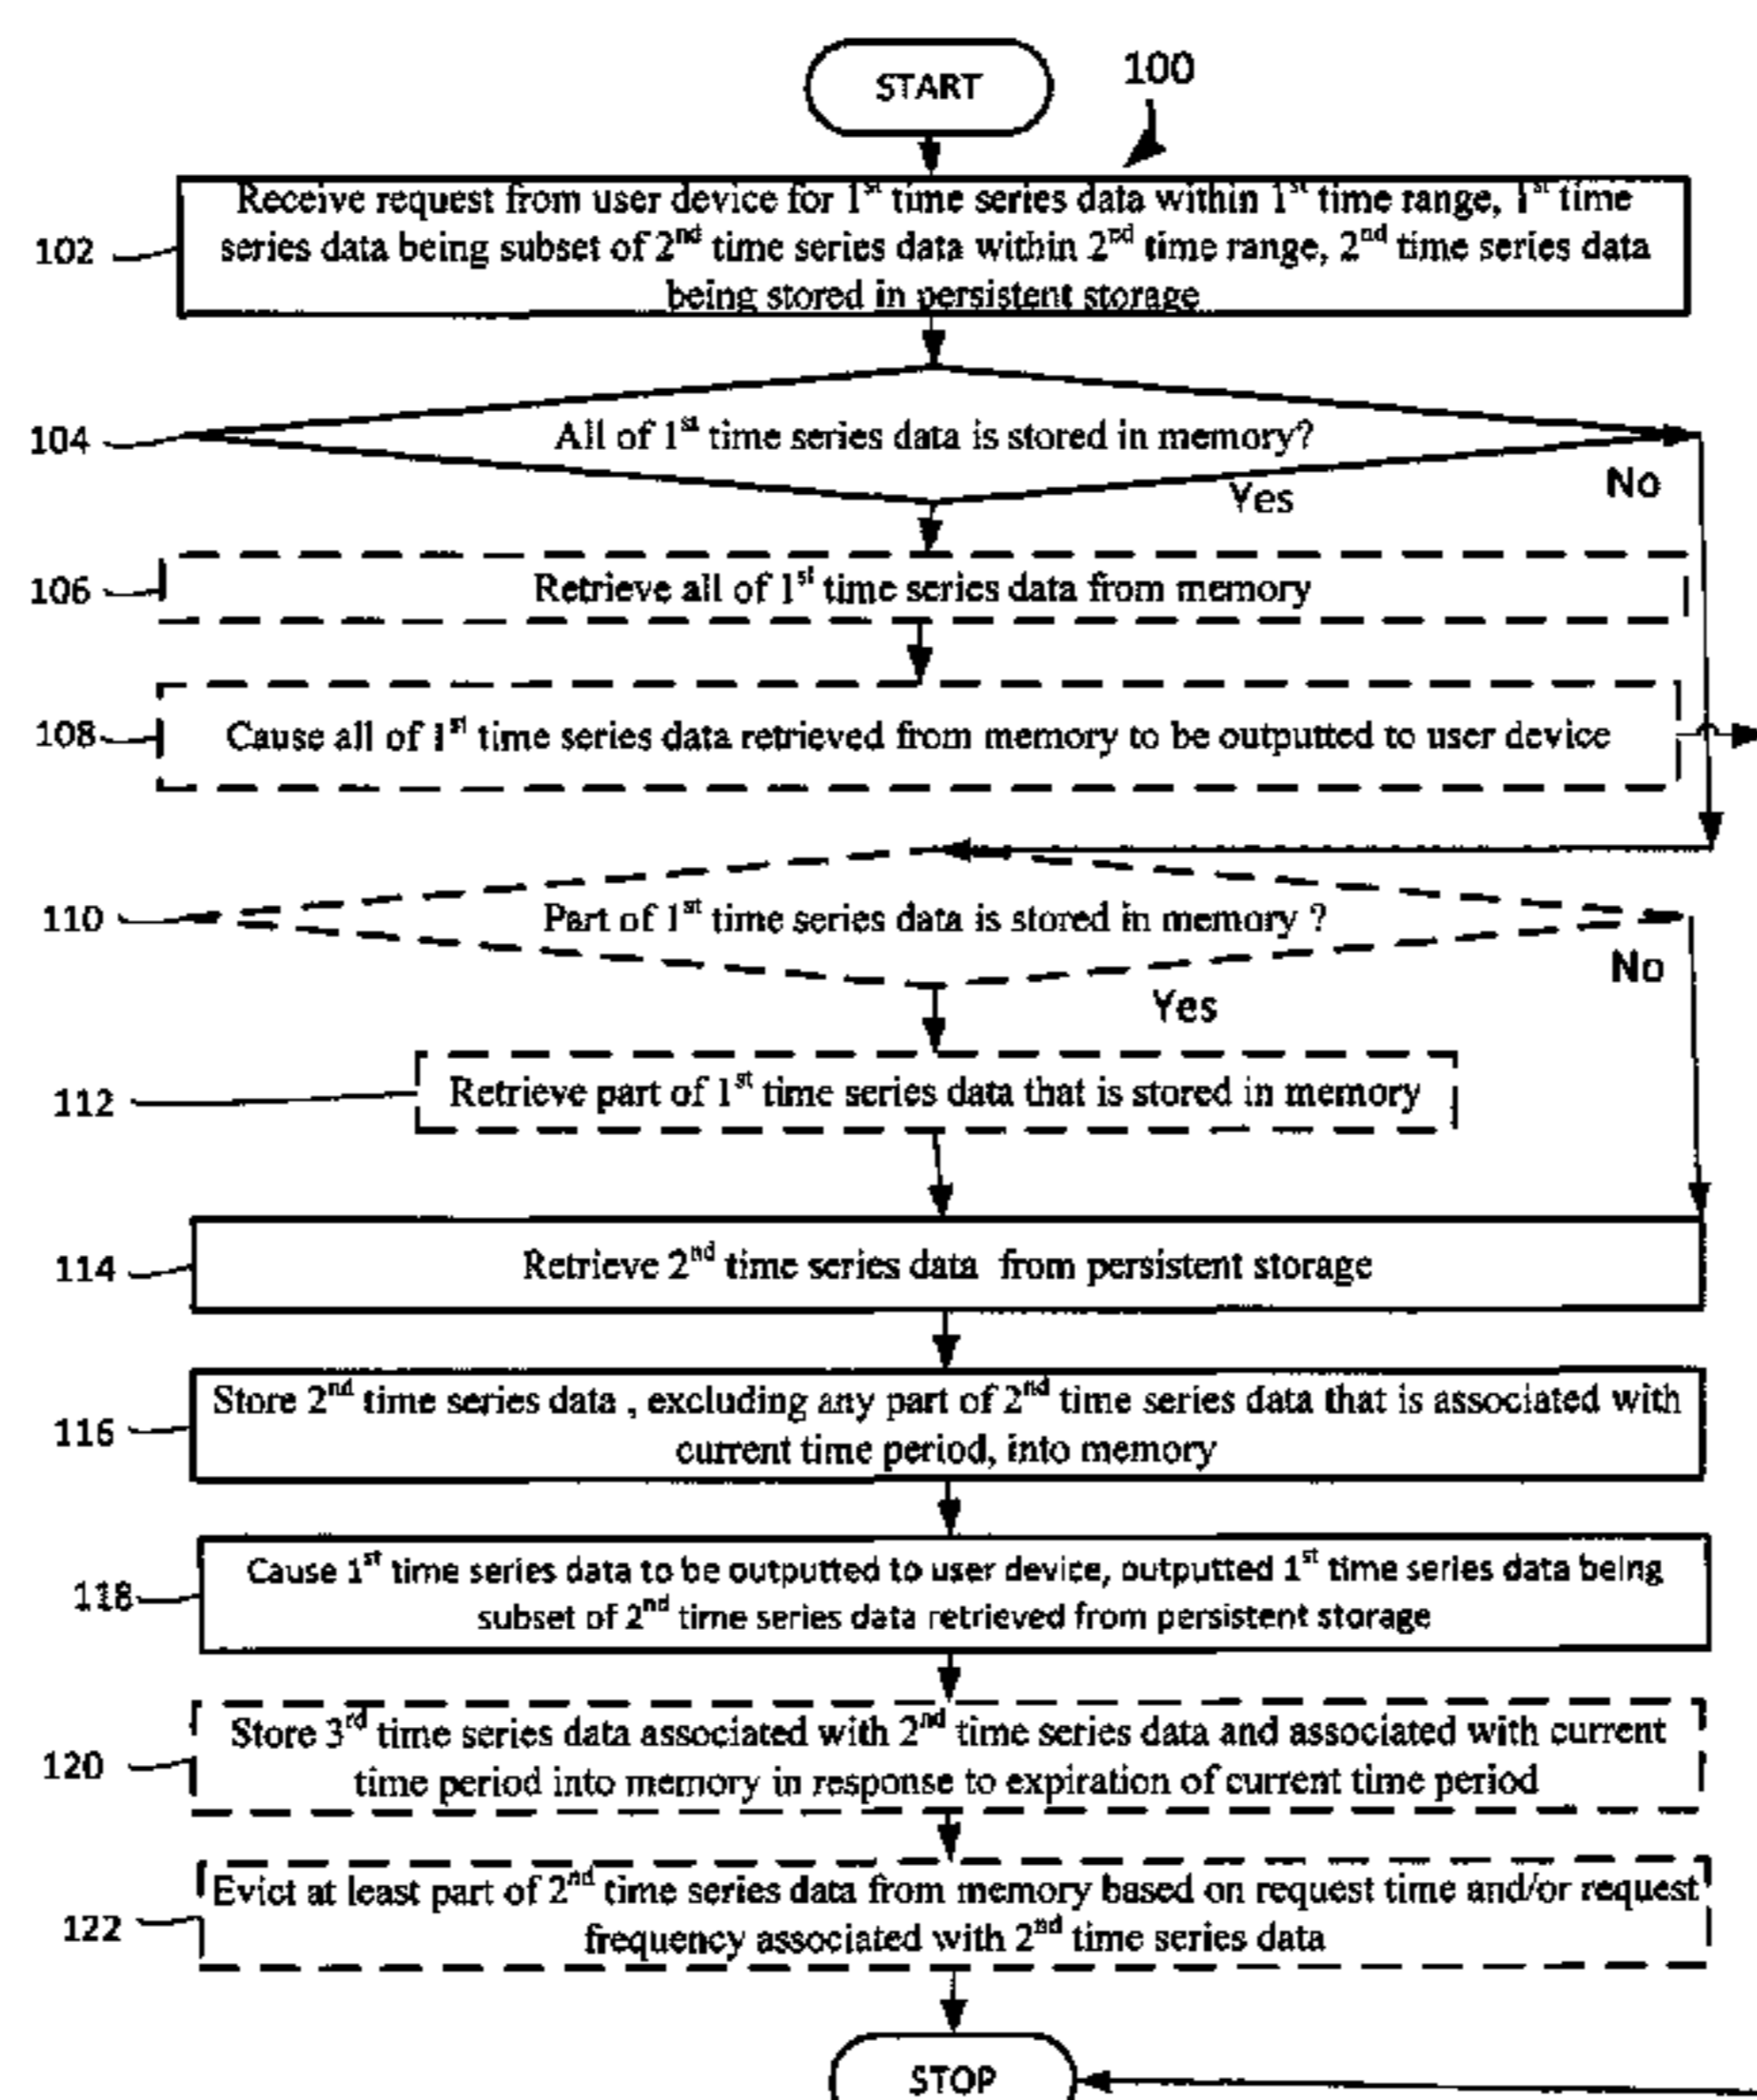 START
100
Receive request from user device for 1st time series data within 1st time range, 1st time
102
series data being subset of 2nd time series data within 2nd time range, 2nd time series data
being stored in persistent storage
104
All of 1st time series data is stored in memory?
Yes
No
106
Retrieve all of 1st time series data from memory
108
Cause all of 1st time series data retrieved from memory to be outputted to user device
110
Part of 1st time series data is stored in memory ?
No
Yes
112
Retrieve part of 1st time series data that is stored in memory
114
Retrieve 2nd time series data from persistent storage
116
Store 2nd time series data , excluding any part of 2nd time series data that is associated with
current time period, into memory
118
Cause 1st time series data to be outputted to user device, outputted 1st time series data being
subset of 2nd time series data retrieved from persistent storage
120
Store 3rd time series data associated with 2nd time series data and associated with current
time period into memory in response to expiration of current time period
122
Evict at least part of 2nd time series data from memory based on request time and/or request
frequency associated with 2nd time series data
STOP